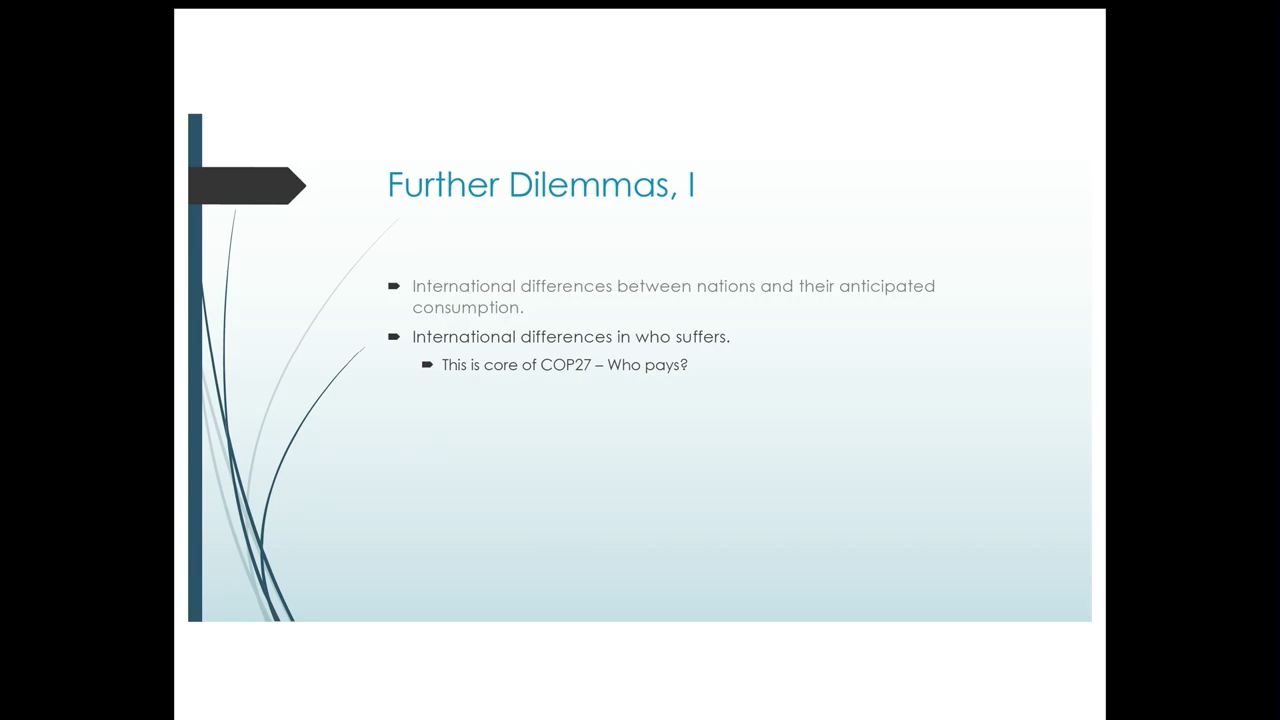 Further Dilemmas, I
International differences between nations and their anticipated
consumption.
International differences in who suffers.
This is core of COP27 – Who pays?